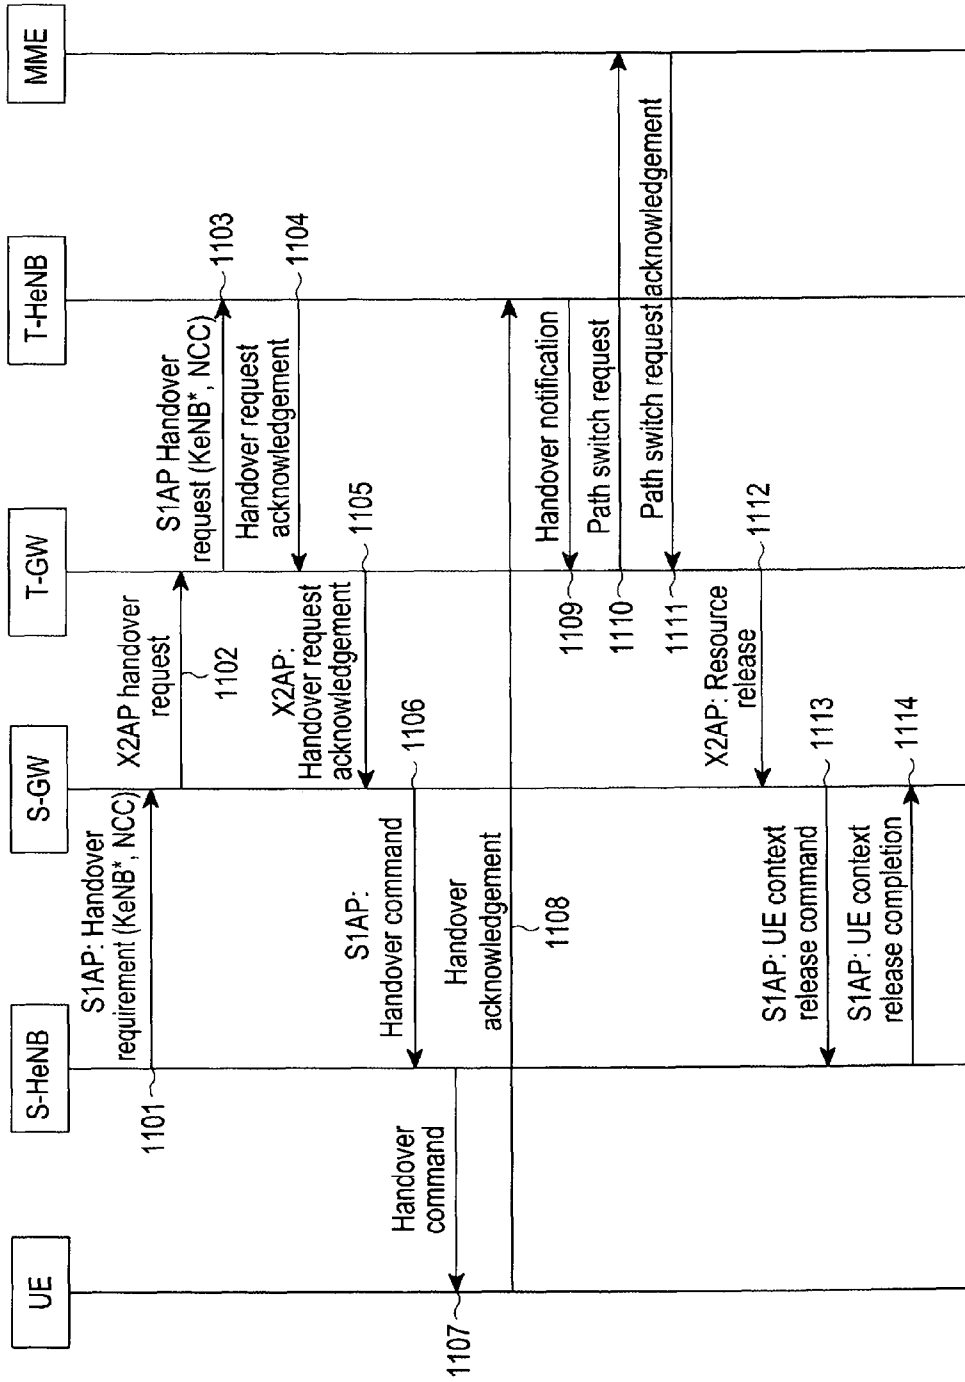 UE
S-HeNB
S-GW
T-GW
T-HeNB
MME
S1AP: Handover
requirement (KeNB*, NCC)
1101
X2AP handover
request
1102
S1AP Handover
request (KeNB*, NCC)
1103
Handover request
acknowledgement
1104
X2AP:
Handover request
acknowledgement
1105
S1AP:
Handover command
1106
Handover
command
1107
Handover
acknowledgement
1108
Handover notification
1109
Path switch request
1110
Path switch request acknowledgement
1111
X2AP: Resource
release
1112
S1AP: UE context
release command
1113
S1AP: UE context
release completion
1114